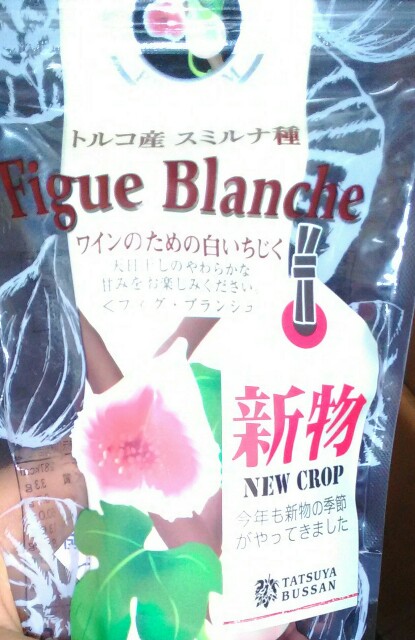 トルコ産 スミルナ種
Figue Blanche
ワインのための白いちじく
天日干しのやわらかな
甘みをお楽しみください。
<フィグ・ブランシュ
新物
NEW CROP
今年も新物の季節
がやってきました
TATSUYA
BUSSAN